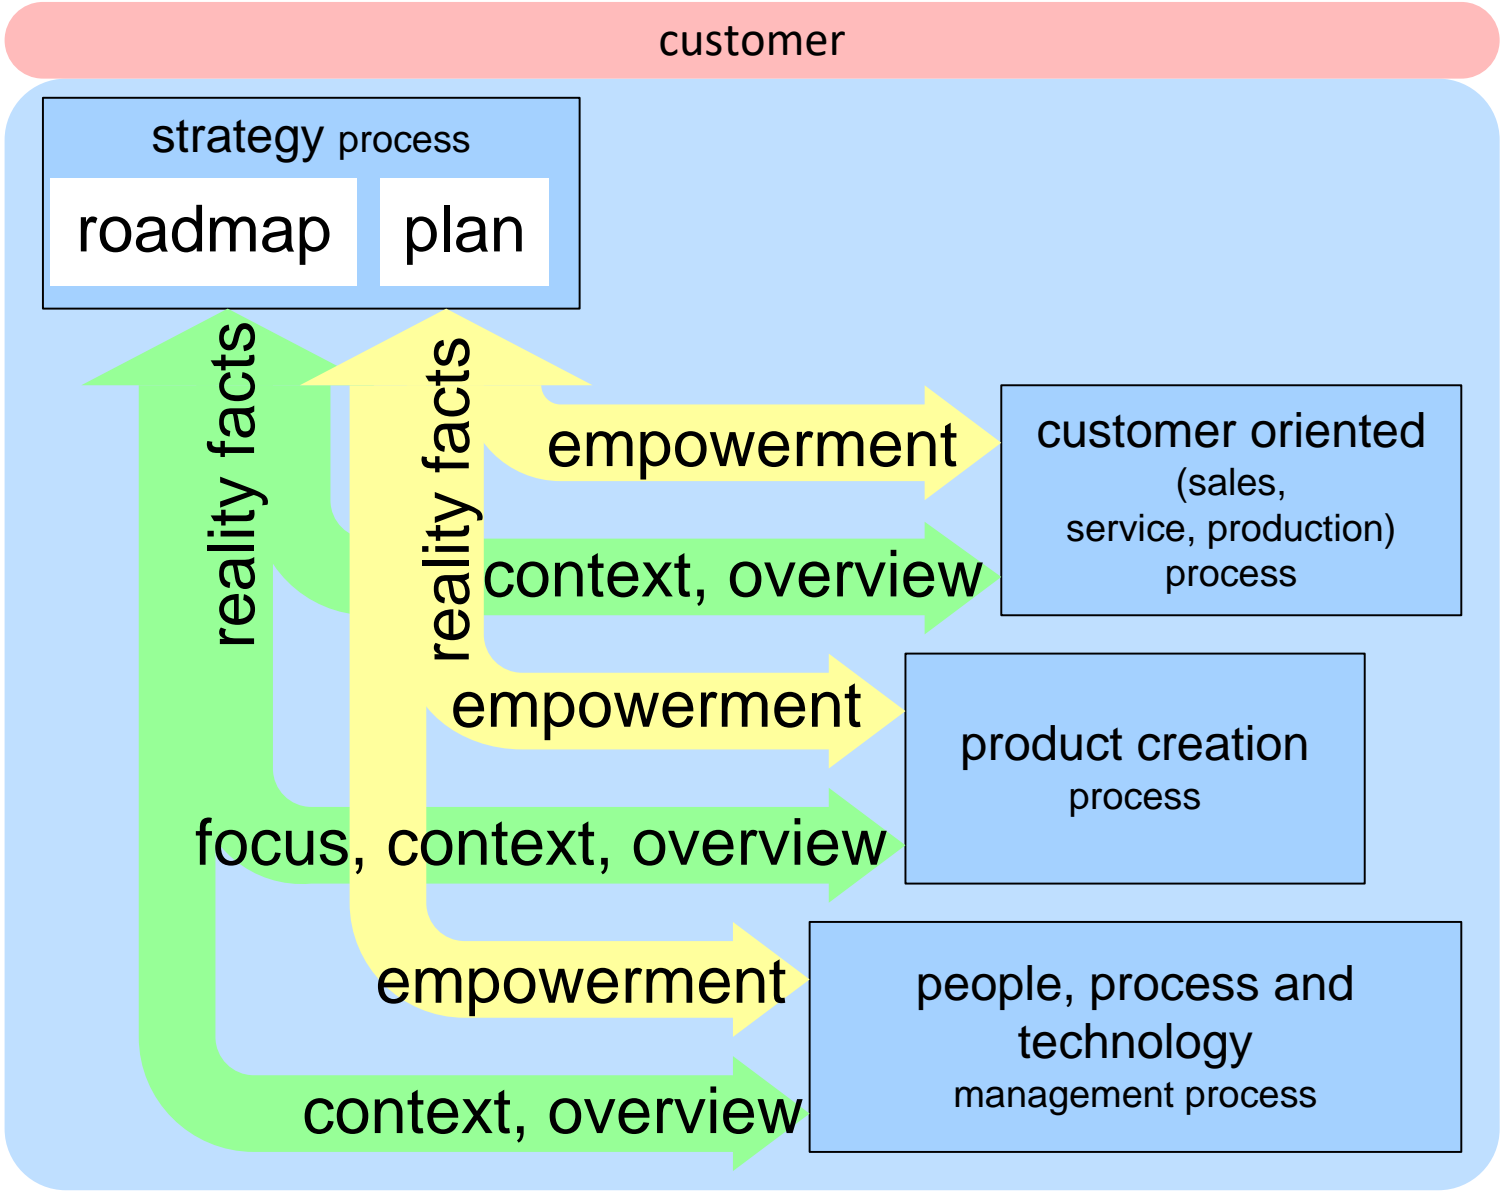 customer
strategy process
roadmap
plan
reality facts
reality facts
empowerment
customer oriented
(sales,
service, production)
process
context, overview
empowerment
product creation
process
focus, context, overview
empowerment
people, process and
technology
management process
context, overview